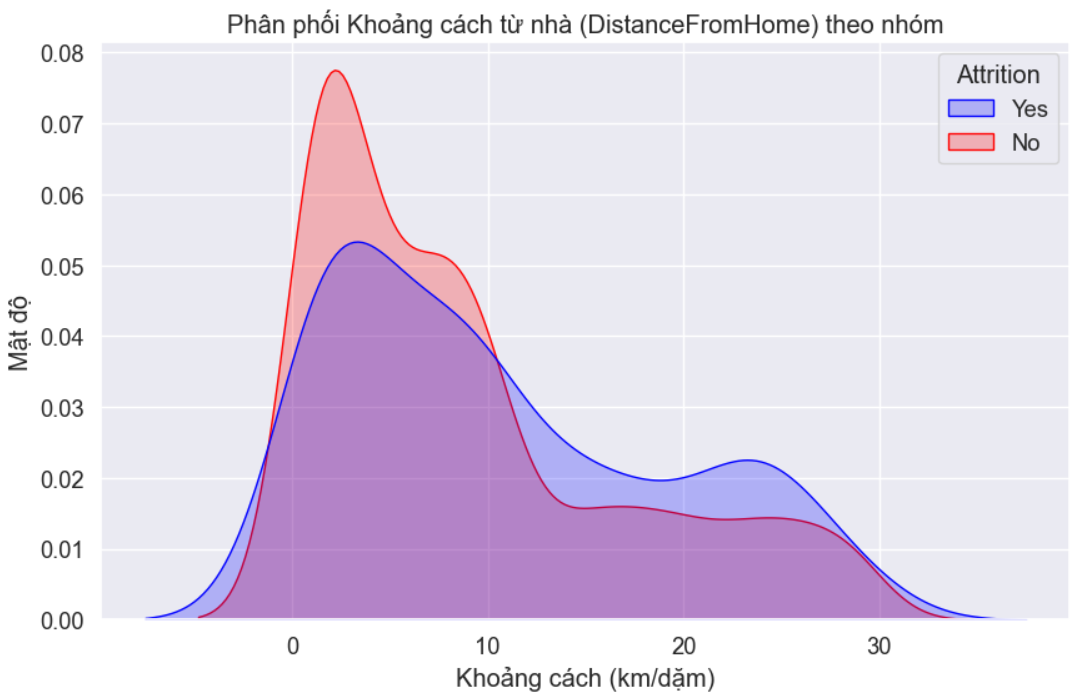 Phân phối Khoảng cách từ nhà (DistanceFromHome) theo nhóm
Attrition
Yes
No
0.08
0.07
0.06
0.05
0.04
0.03
0.02
0.01
0.00
Mật độ
0 10 20 30
Khoảng cách (km/dặm)